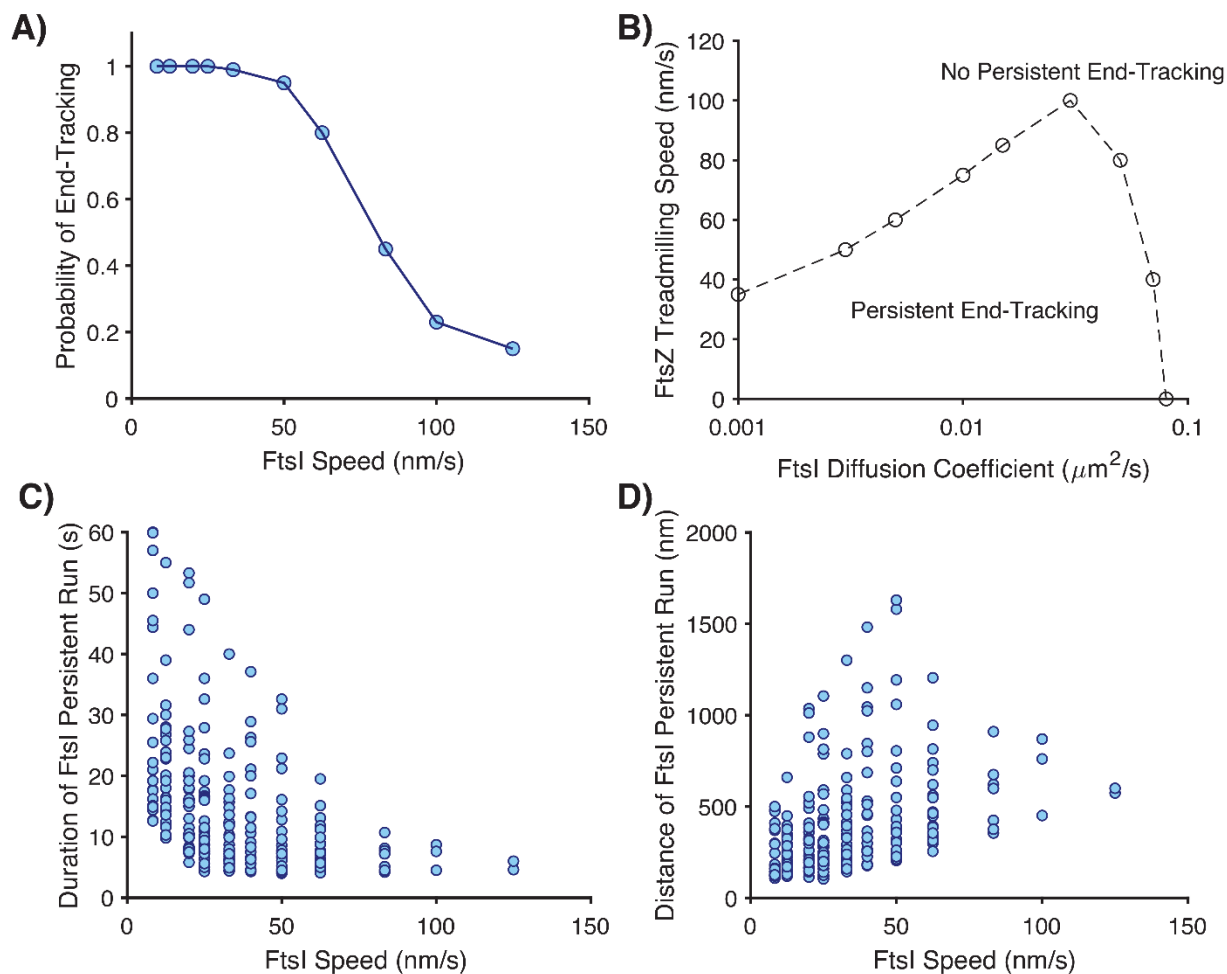 A)
Probability of End-Tracking
1
0.8
0.6
0.4
0.2
0
0 50 100 150
FtsI Speed (nm/s)
B)
FtsZ Treadmilling Speed (nm/s)
120
100
80
60
40
20
0
No Persistent End-Tracking
Persistent End-Tracking
0.001 0.01 0.1
FtsI Diffusion Coefficient (μm²/s)
C)
Duration of FtsI Persistent Run (s)
60
50
40
30
20
10
0
0 50 100 150
FtsI Speed (nm/s)
D)
Distance of FtsI Persistent Run (nm)
2000
1500
1000
500
0
0 50 100 150
FtsI Speed (nm/s)